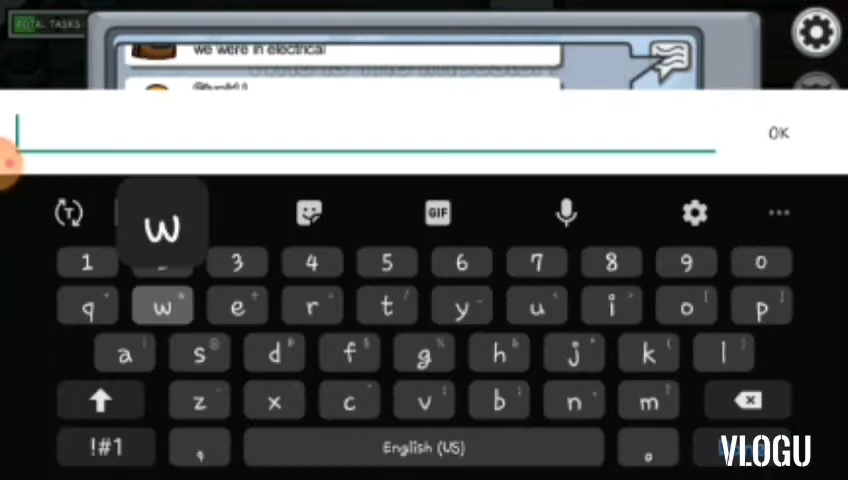 TOTAL TASKS
we were in electrical
OK
w
GIF
1 2 3 4 5 6 7 8 9 0
q w e r t y u i o p
a s d f g h j k l
z x c v b n m
!#1 , English (US) .
VLOGU